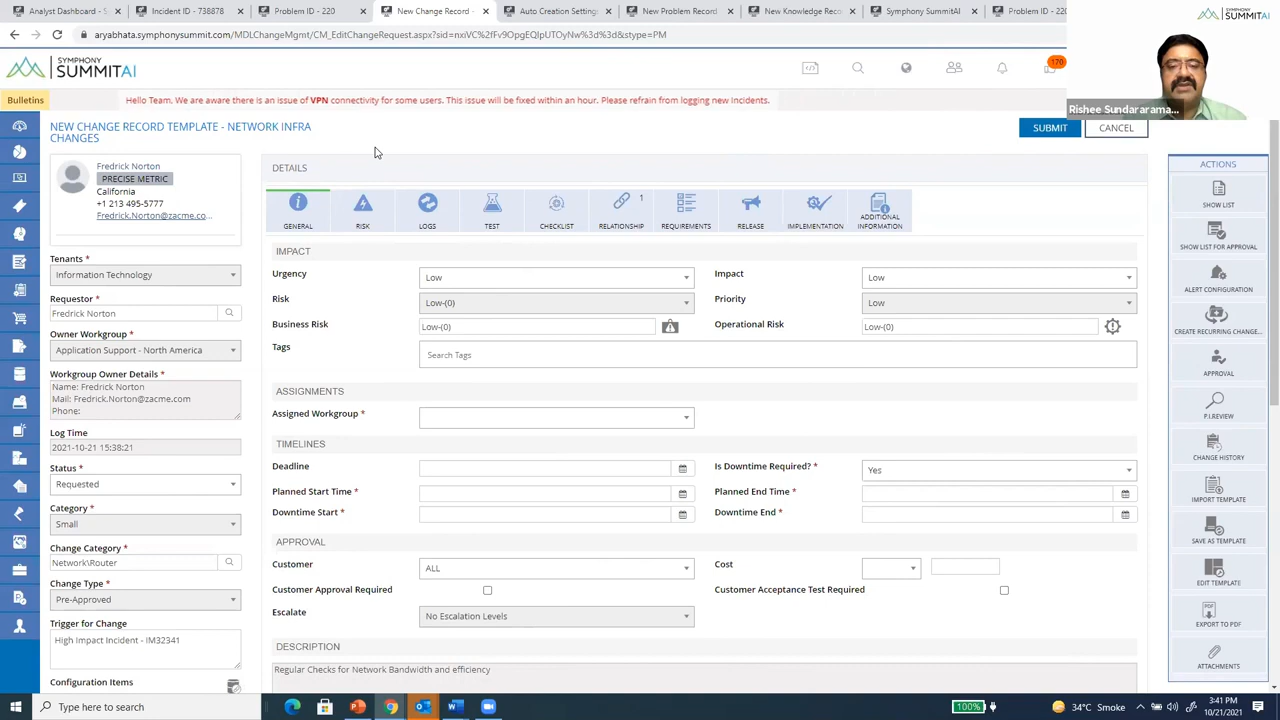 Analyst Dashboard - S
Incident ID - 738878
Problem ID - 220
New Change Record -
Auto Creation Settings
New Problem Record
New Knowledge Reco
Symphony SummitAI
Problem ID - 220
aryabhata.symphonysummit.com/MDLChangeMgmt/CM_EditChangeRequest.aspx?sid=nxiVC%2fFv9OpgEQIpUTOyNw%3d%3d&stype=PM
SYMPHONY
SUMMITAI
170
SYMPHONY
SUMMITAI
Rishee Sundararama...
Bulletins
Hello Team, We are aware there is an issue of VPN connectivity for some users. This issue will be fixed within an hour. Please refrain from logging new Incidents.
NEW CHANGE RECORD TEMPLATE - NETWORK INFRA
CHANGES
SUBMIT
CANCEL
Fredrick Norton
PRECISE METRIC
California
+1 213 495-5777
Fredrick.Norton@zacme.co...
Tenants *
Information Technology
Requestor *
Fredrick Norton
Owner Workgroup *
Application Support - North America
Workgroup Owner Details *
Name: Fredrick Norton
Mail: Fredrick.Norton@zacme.com
Phone:
Log Time
2021-10-21 15:38:21
Status *
Requested
Category *
Small
Change Category *
Network\Router
Change Type *
Pre-Approved
Trigger for Change
High Impact Incident - IM32341
Configuration Items
DETAILS
GENERAL
RISK
LOGS
TEST
CHECKLIST
1
RELATIONSHIP
REQUIREMENTS
RELEASE
IMPLEMENTATION
ADDITIONAL
INFORMATION
IMPACT
Urgency
Low
Impact
Low
Risk
Low-(0)
Priority
Low
Business Risk
Low-(0)
Operational Risk
Low-(0)
Tags
Search Tags
ASSIGNMENTS
Assigned Workgroup *
TIMELINES
Deadline
Is Downtime Required? *
Yes
Planned Start Time *
Planned End Time *
Downtime Start *
Downtime End *
APPROVAL
Customer
ALL
Cost
Customer Approval Required
Customer Acceptance Test Required
Escalate
No Escalation Levels
DESCRIPTION
Regular Checks for Network Bandwidth and efficiency
ACTIONS
SHOW LIST
SHOW LIST FOR APPROVAL
ALERT CONFIGURATION
CREATE RECURRING CHANGE...
APPROVAL
P.I.REVIEW
CHANGE HISTORY
IMPORT TEMPLATE
SAVE AS TEMPLATE
EDIT TEMPLATE
PDF
EXPORT TO PDF
ATTACHMENTS
Type here to search
100%
34°C Smoke
3:41 PM
10/21/2021